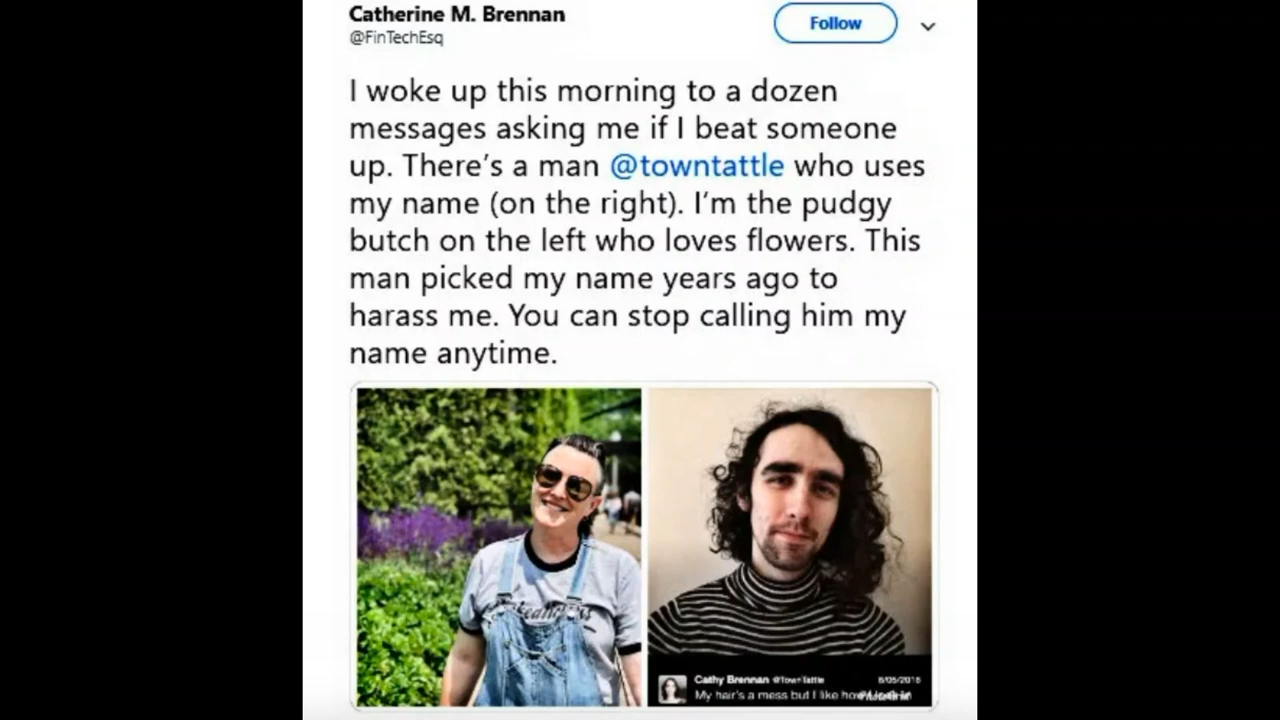 Catherine M. Brennan
@FinTechEsq
Follow
I woke up this morning to a dozen
messages asking me if I beat someone
up. There's a man @towntattle who uses
my name (on the right). I'm the pudgy
butch on the left who loves flowers. This
man picked my name years ago to
harass me. You can stop calling him my
name anytime.
Cathy Brennan @TownTattle
My hair's a mess but I like how